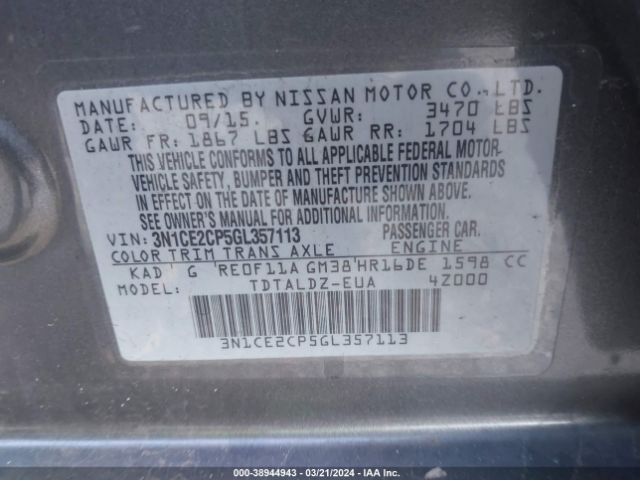 MANUFACTURED BY NISSAN MOTOR CO., LTD.
DATE: 09/15. GVWR: 3470 LBS
GAWR FR: 1867 LBS GAWR RR: 1704 LBS
THIS VEHICLE CONFORMS TO ALL APPLICABLE FEDERAL MOTOR-
VEHICLE SAFETY, BUMPER AND THEFT PREVENTION STANDARDS
IN EFFECT ON THE DATE OF MANUFACTURE SHOWN ABOVE.
SEE OWNER'S MANUAL FOR ADDITIONAL INFORMATION.
VIN: 3N1CE2CP5GL357113 PASSENGER CAR.
COLOR TRIM TRANS AXLE ENGINE
KAD G RE0F11A GM38 HR16DE 1598 CC
MODEL: TDTALDZ-EUA 4Z000
3N1CE2CP5GL357113
000-38944943 - 03/21/2024 - IAA Inc.